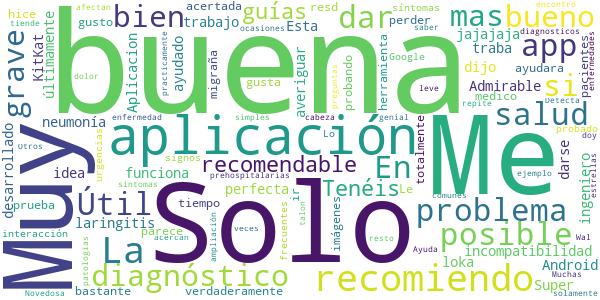 buena
Solo
Me
Muy
aplicación
grave
bien
guías
dar
bueno
mas
app
si
salud
problema
posible
recomiendo
diagnóstico
Útil
La
En
Tenéis
recomendable
hice
acertada
resd
síntomas
afectan
gusto
trabajo
Esta
perder
encontró
tiende
ocasiones
jajajaja
diagnosticos
saber
KitKat
últimamente
Aplicacion
ayudado
practicamente
migraña
gusta
averiguar
probando
Google
herramienta
preguntas
traba
dijo
medico
pacientes
enfermedades
ayudara
Admirable
leve
dolor
neumonía
desarrollado
enfermedad
simples
cabeza
Lo
genial
totalmente
repite
Detecta
probado
doy
darse
estrellas
Otros
urgencias
idea
funciona
signos
prehospitalarias
Le
ingeniero
prueba
síntomas
perfecta
tiempo
ir
imágenes
frecuentes
laringitis
interacción
patologías
parece
acercan
ampliación
veces
talon
resto
comunes
ejemplo
incompatibilidad
loka
Android
Wal
Super
Ayuda
Muchas
solamente
Novedosa
bastante
verdaderamente